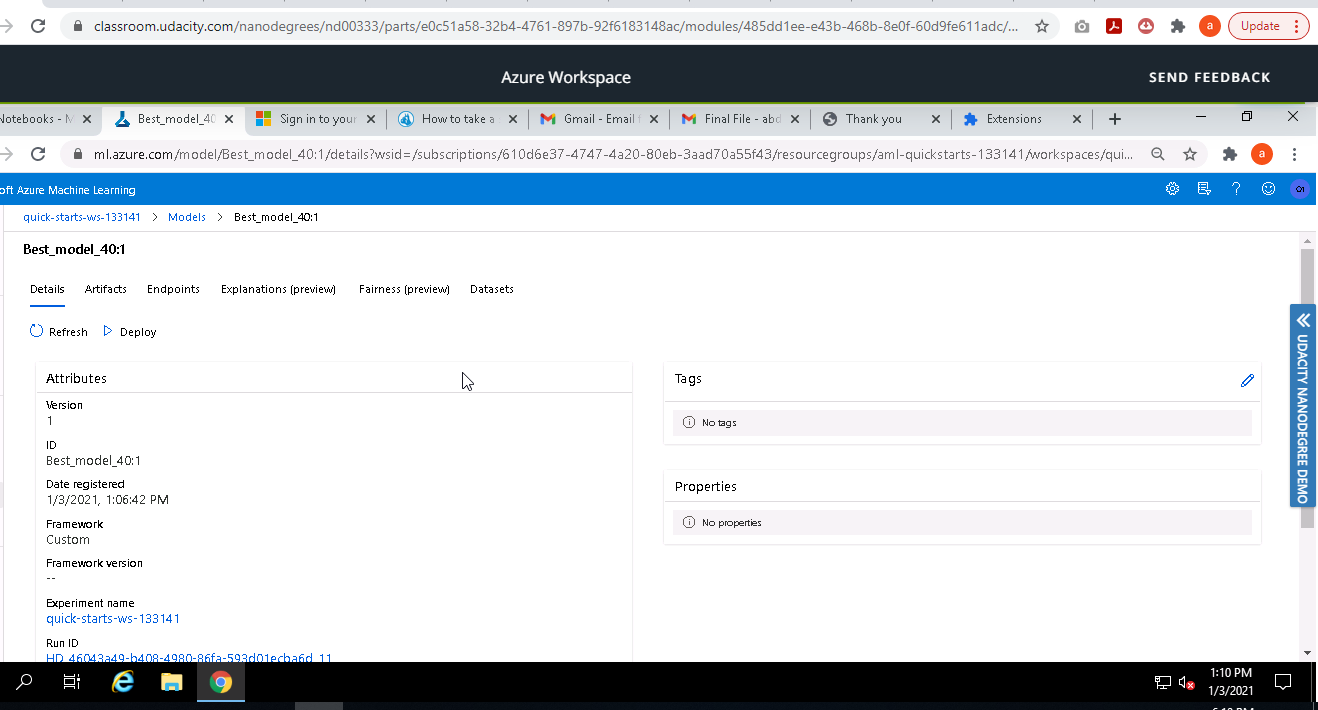 classroom.udacity.com/nanodegrees/nd00333/parts/e0c51a58-32b4-4761-897b-92f6183148ac/modules/485dd1ee-e43b-468b-8e0f-60d9fe611adc/...
a
Update
Azure Workspace
SEND FEEDBACK
Notebooks - M
Best_model_40
Sign in to your
How to take a
Gmail - Email f
Final File - abd
Thank you
Extensions
ml.azure.com/model/Best_model_40:1/details?wsid=/subscriptions/610d6e37-4747-4a20-80eb-3aad70a55f43/resourcegroups/aml-quickstarts-133141/workspaces/qui...
a
oft Azure Machine Learning
quick-starts-ws-133141 > Models > Best_model_40:1
Best_model_40:1
Details Artifacts Endpoints Explanations (preview) Fairness (preview) Datasets
Refresh Deploy
Attributes
Version
1
ID
Best_model_40:1
Date registered
1/3/2021, 1:06:42 PM
Framework
Custom
Framework version
--
Experiment name
quick-starts-ws-133141
Run ID
HD_46043a49-b408-4980-86fa-593d01ecba6d_11
Tags
No tags
Properties
No properties
UDACITY NANODEGREE DEMO
1:10 PM
1/3/2021